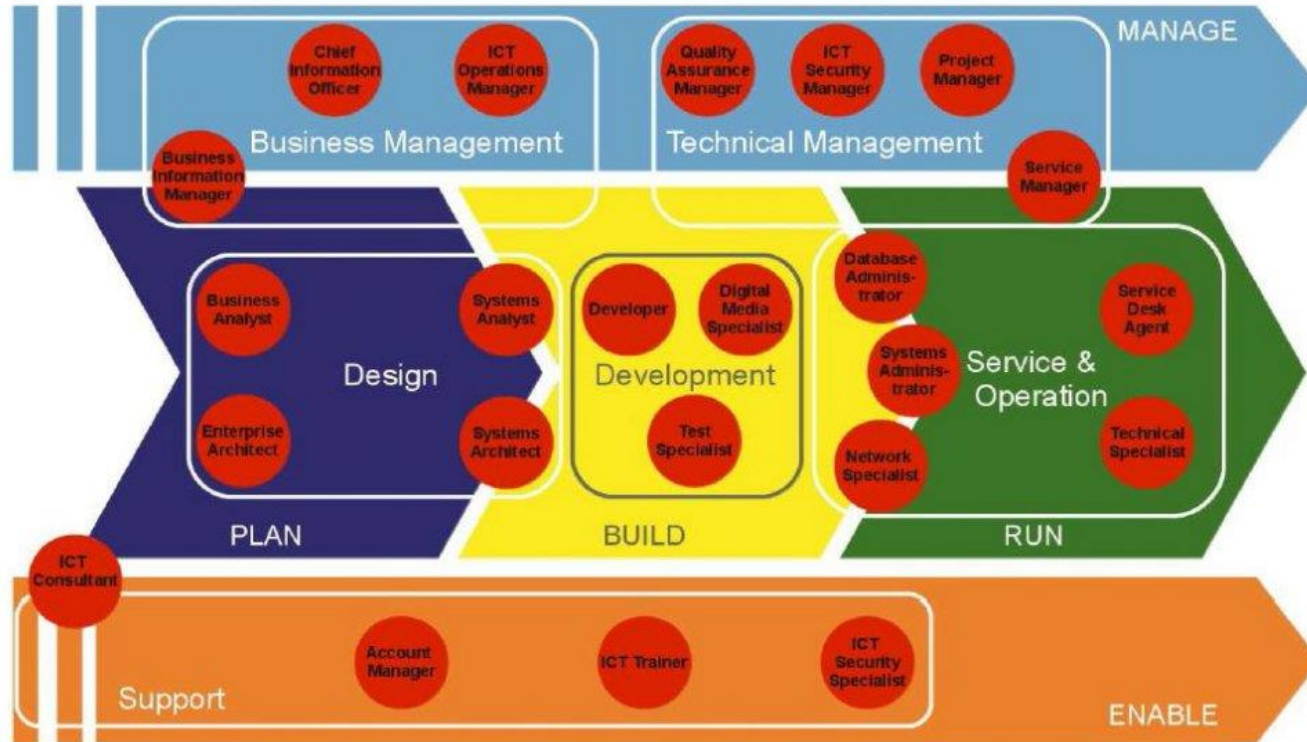 MANAGE
Chief
Information
Officer
ICT
Operations
Manager
Quality
Assurance
Manager
ICT
Security
Manager
Project
Manager
Business Management
Technical Management
Business
Information
Manager
Service
Manager
Business
Analyst
Systems
Analyst
Developer
Digital
Media
Specialist
Database
Adminis-
trator
Service
Desk
Agent
Design
Development
Systems
Adminis-
trator
Service &
Operation
Enterprise
Architect
Systems
Architect
Test
Specialist
Network
Specialist
Technical
Specialist
PLAN
BUILD
RUN
ICT
Consultant
Account
Manager
ICT Trainer
ICT
Security
Specialist
Support
ENABLE